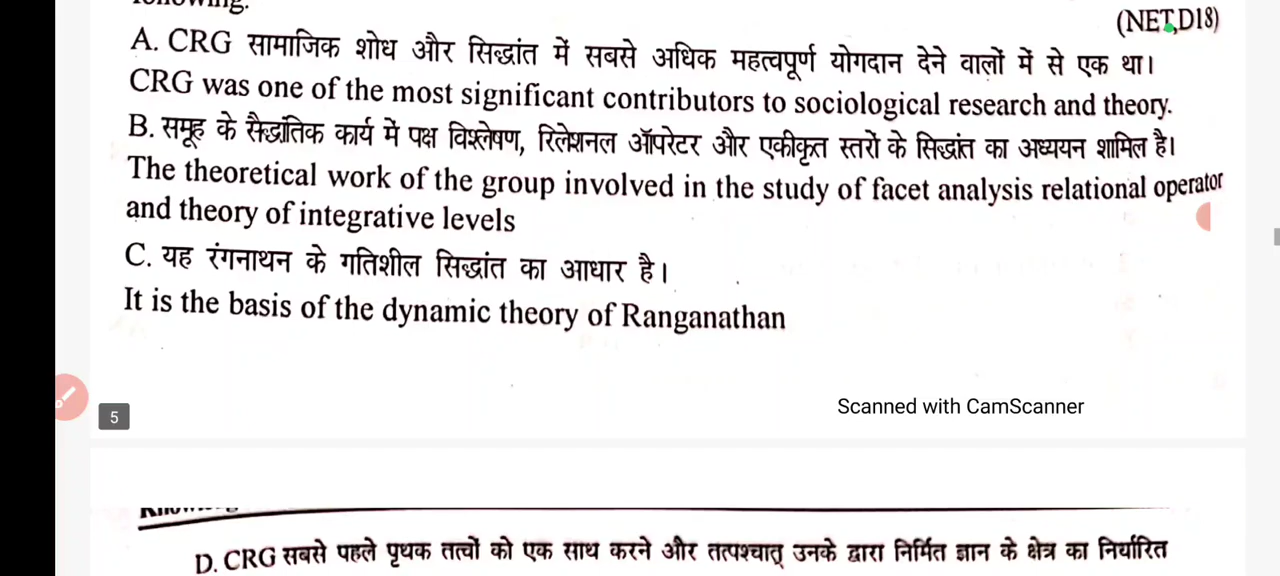 following.
(NET,D18)
A. CRG सामाजिक शोध और सिद्धांत में सबसे अधिक महत्वपूर्ण योगदान देने वालों में से एक था।
CRG was one of the most significant contributors to sociological research and theory.
B. समूह के सैद्धांतिक कार्य में पक्ष विश्लेषण, रिलेशनल ऑपरेटर और एकीकृत स्तरों के सिद्धांत का अध्ययन शामिल है।
The theoretical work of the group involved in the study of facet analysis relational operator
and theory of integrative levels
C. यह रंगनाथन के गतिशील सिद्धांत का आधार है।
It is the basis of the dynamic theory of Ranganathan
5
Scanned with CamScanner
D. CRG सबसे पहले पृथक तत्वों को एक साथ करने और तत्पश्चात् उनके द्वारा निर्मित ज्ञान के क्षेत्र का निर्धारित